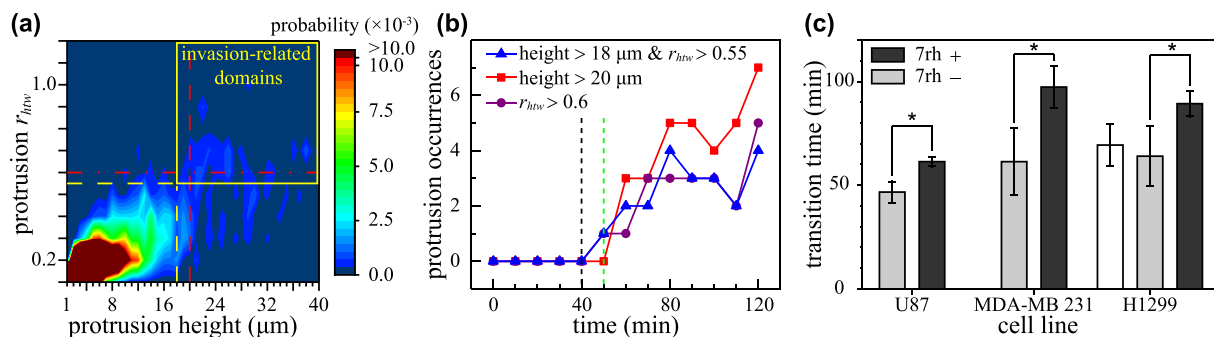 (a)
probability (×10⁻³)
invasion-related
domains
>10.0
10.0
7.5
5.0
2.5
0.0
1.0
0.2
protrusion r_htw
1 8 16 24 32 40
protrusion height (μm)
(b)
height > 18 μm & r_htw > 0.55
height > 20 μm
r_htw > 0.6
protrusion occurrences
6
4
2
0
0 40 80 120
time (min)
(c)
7rh +
7rh −
*
*
*
transition time (min)
100
50
0
U87 MDA-MB 231 H1299
cell line